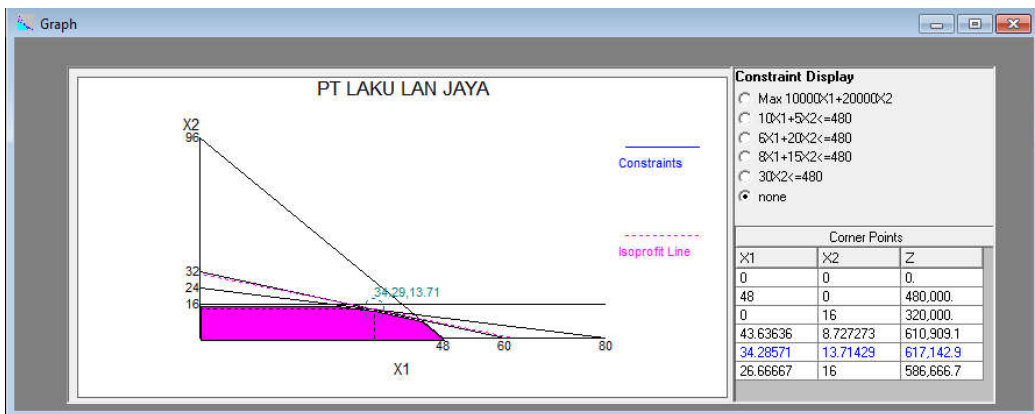 Graph
PT LAKU LAN JAYA
X2
96
32
24
16
34.29,13.71
48
60
80
X1
Constraints
Isoprofit Line
Constraint Display
Max 10000X1+20000X2
10X1+5X2<=480
6X1+20X2<=480
8X1+15X2<=480
30X2<=480
none
Corner Points
X1 X2 Z
0 0 0.
48 0 480,000.
0 16 320,000.
43.63636 8.727273 610,909.1
34.28571 13.71429 617,142.9
26.66667 16 586,666.7